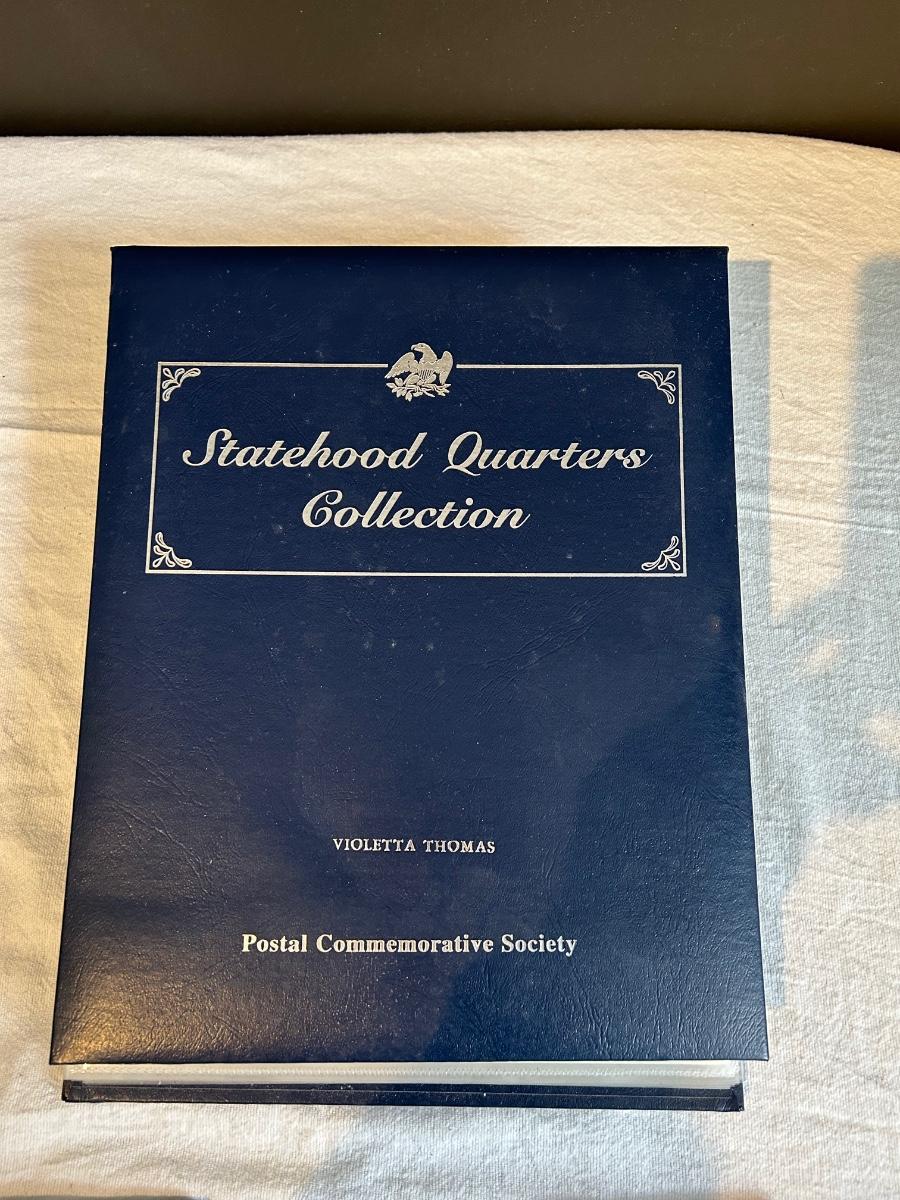 Statehood Quarters
Collection
VIOLETTA THOMAS
Postal Commemorative Society